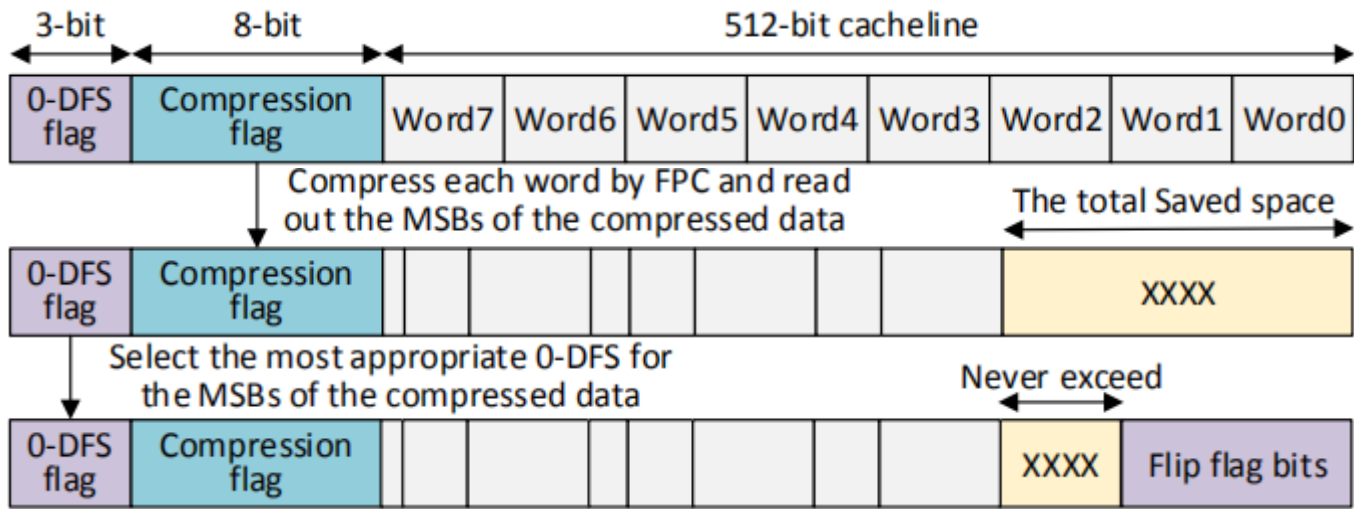 3-bit 8-bit 512-bit cacheline
0-DFS flag Compression flag Word7 Word6 Word5 Word4 Word3 Word2 Word1 Word0
Compress each word by FPC and read
out the MSBs of the compressed data
The total Saved space
0-DFS flag Compression flag XXXX
Select the most appropriate 0-DFS for
the MSBs of the compressed data
Never exceed
0-DFS flag Compression flag XXXX Flip flag bits